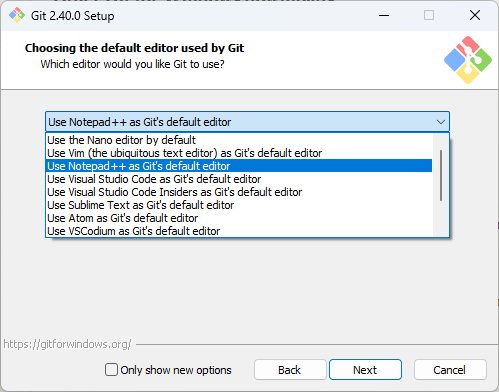 Git 2.40.0 Setup
Choosing the default editor used by Git
Which editor would you like Git to use?
Use Notepad++ as Git's default editor
Use the Nano editor by default
Use Vim (the ubiquitous text editor) as Git's default editor
Use Notepad++ as Git's default editor
Use Visual Studio Code as Git's default editor
Use Visual Studio Code Insiders as Git's default editor
Use Sublime Text as Git's default editor
Use Atom as Git's default editor
Use VSCodium as Git's default editor
https://gitforwindows.org/
Only show new options
Back
Next
Cancel